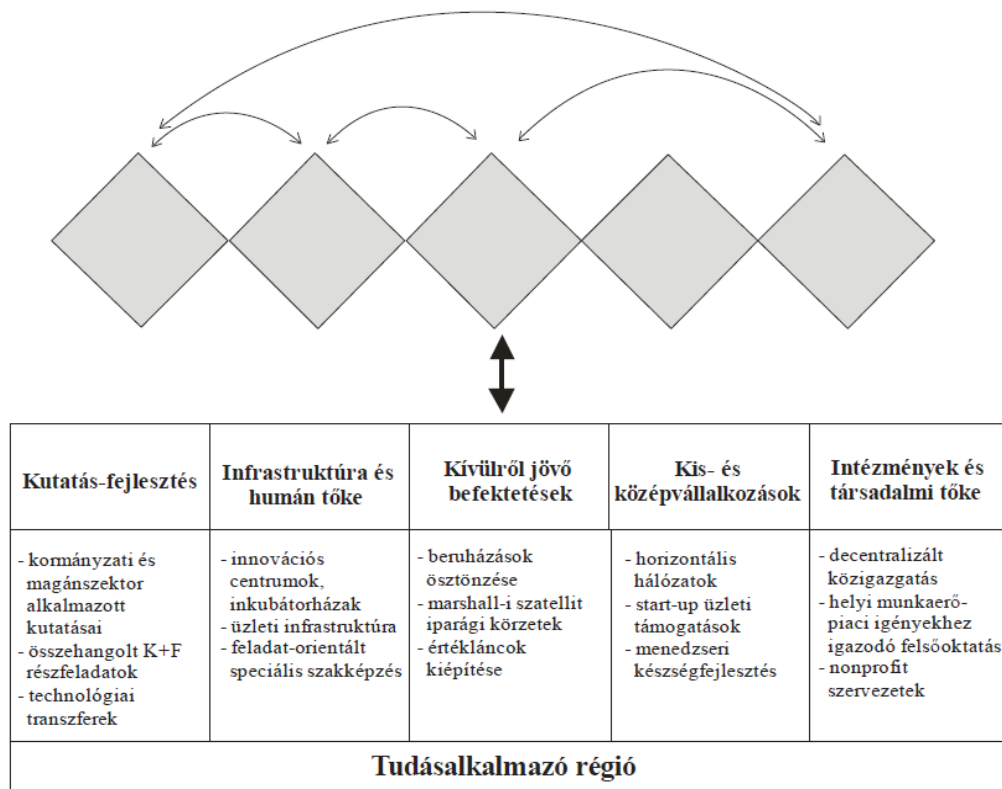 Kutatás-fejlesztés
Infrastruktúra és
humán tőke
Kívülről jövő
befektetések
Kis- és
középvállalkozások
Intézmények és
társadalmi tőke
- kormányzati és
magánszektor
alkalmazott
kutatásai
- összehangolt K+F
részfeladatok
- technológiai
transzferek
- innovációs
centrumok,
inkubátorházak
- üzleti infrastruktúra
- feladat-orientált
speciális szakképzés
- beruházások
ösztönzése
- marshall-i szatellit
iparági körzetek
- értékláncok
kiépítése
- horizontális
hálózatok
- start-up üzleti
támogatások
- menedzseri
készségfejlesztés
- decentralizált
közigazgatás
- helyi munkaerő-
piaci igényekhez
igazodó felsőoktatás
- nonprofit
szervezetek
Tudásalkalmazó régió